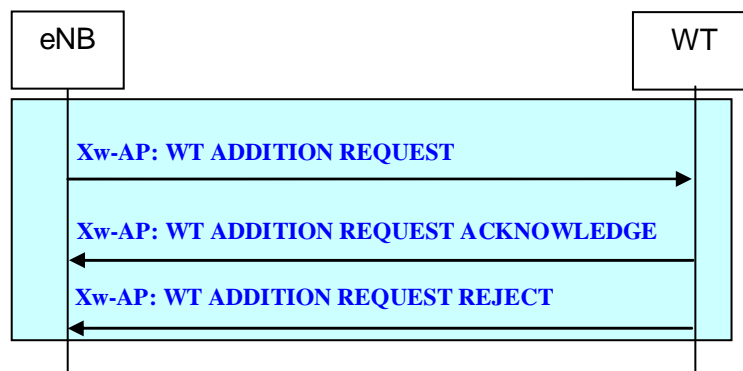 eNB
WT
Xw-AP: WT ADDITION REQUEST
Xw-AP: WT ADDITION REQUEST ACKNOWLEDGE
Xw-AP: WT ADDITION REQUEST REJECT